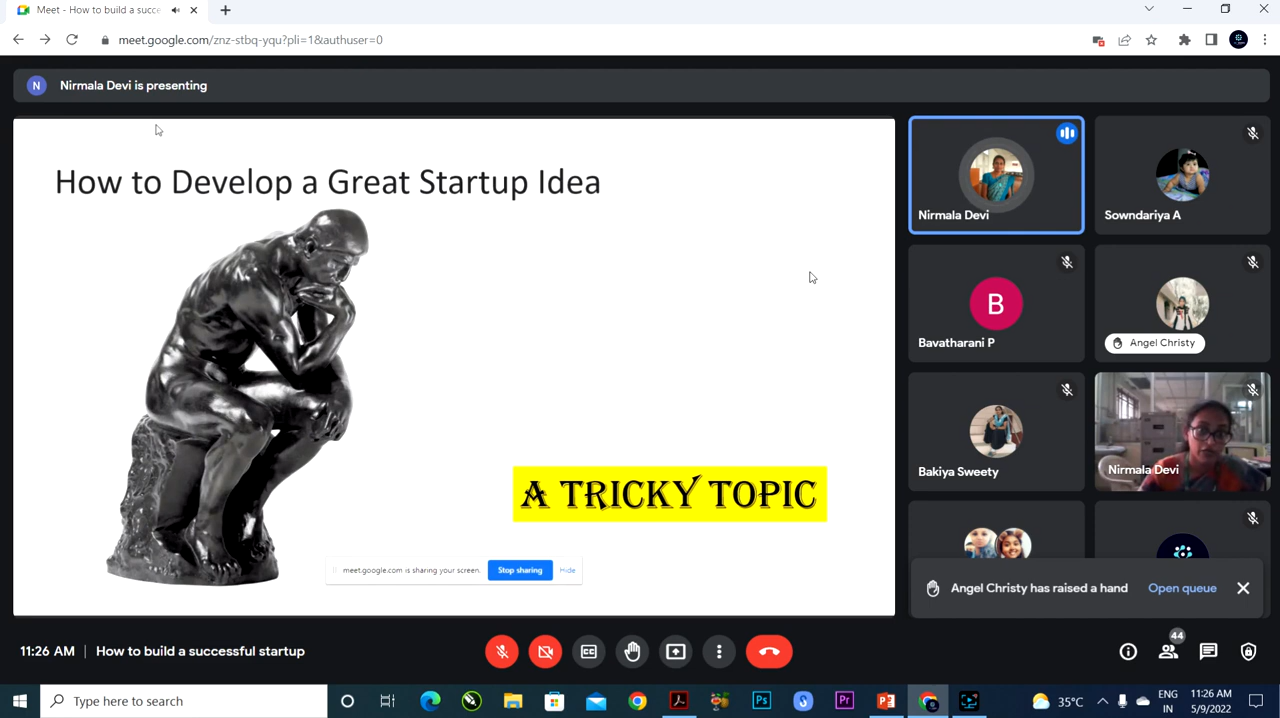 Meet - How to build a succe
meet.google.com/znz-stbq-yqu?pli=1&authuser=0
N
Nirmala Devi is presenting
How to Develop a Great Startup Idea
A TRICKY TOPIC
meet.google.com is sharing your screen.
Stop sharing
Hide
Nirmala Devi
Sowndariya A
B
Bavatharani P
Angel Christy
Bakiya Sweety
Nirmala Devi
Angel Christy has raised a hand
Open queue
11:26 AM | How to build a successful startup
44
Type here to search
Ps
Pr
35°C
ENG
IN
11:26 AM
5/9/2022